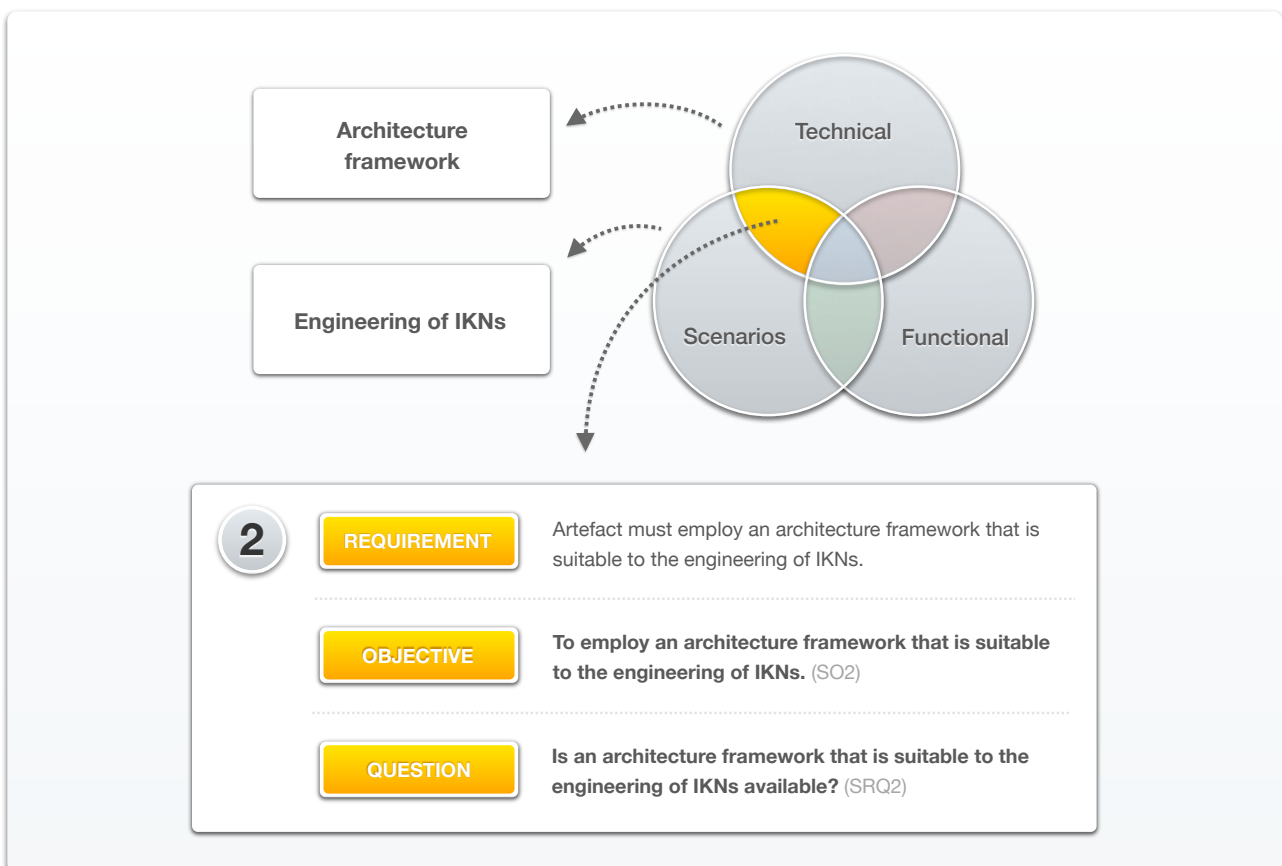 Architecture
framework
Technical
Engineering of IKNs
Scenarios
Functional
2
REQUIREMENT
Artefact must employ an architecture framework that is
suitable to the engineering of IKNs.
OBJECTIVE
To employ an architecture framework that is suitable
to the engineering of IKNs. (SO2)
QUESTION
Is an architecture framework that is suitable to the
engineering of IKNs available? (SRQ2)